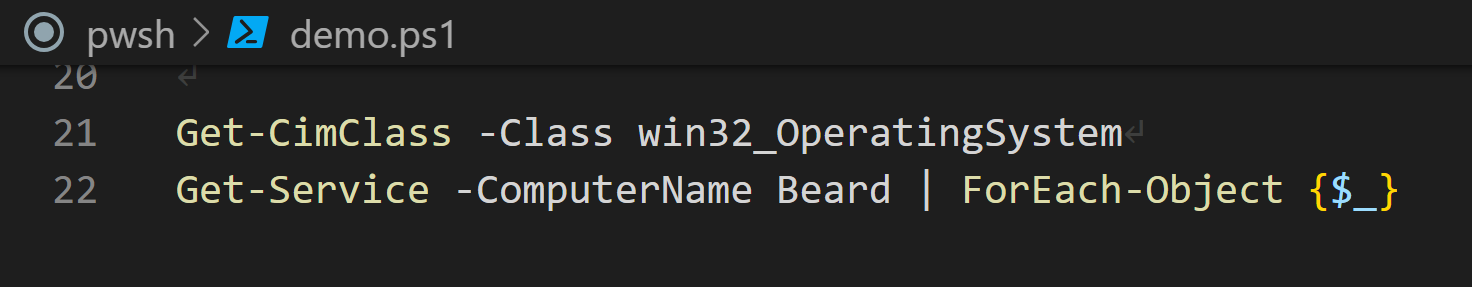 pwsh > demo.ps1
20
21 Get-CimClass -Class win32_OperatingSystem
22 Get-Service -ComputerName Beard | ForEach-Object {$_}